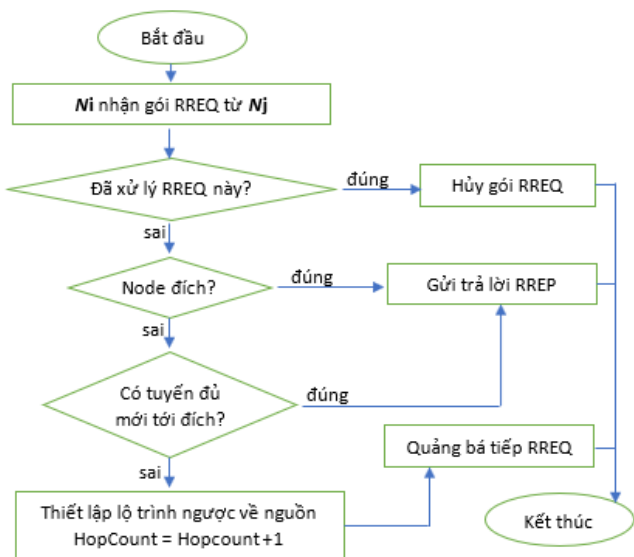 Bắt đầu
Ni nhận gói RREQ từ Nj
Đã xử lý RREQ này?
đúng
Hủy gói RREQ
sai
Node đích?
đúng
Gửi trả lời RREP
sai
Có tuyến đủ
mới tới đích?
đúng
sai
Quảng bá tiếp RREQ
Thiết lập lộ trình ngược về nguồn
HopCount = Hopcount+1
Kết thúc